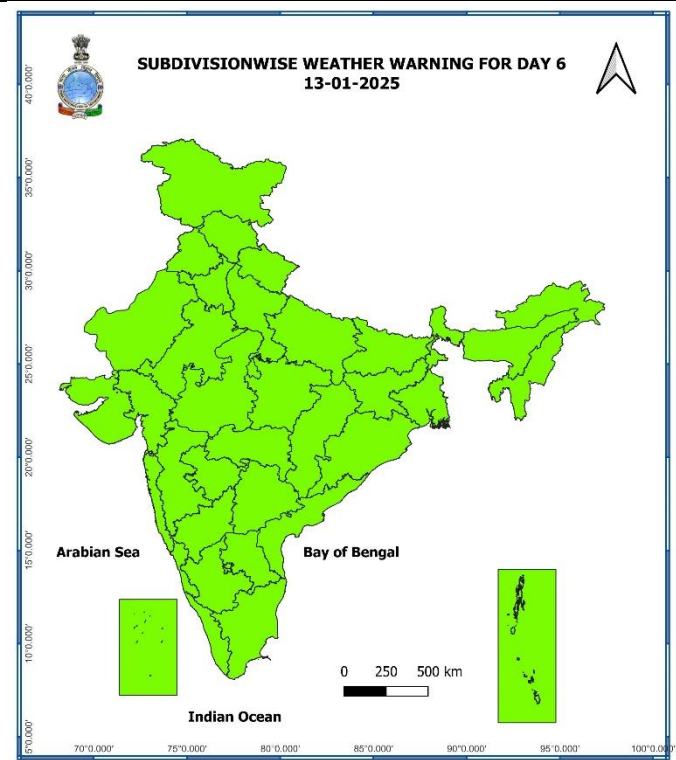 SUBDIVISIONWISE WEATHER WARNING FOR DAY 6
13-01-2025
40°0.000'
35°0.000'
30°0.000'
25°0.000'
20°0.000'
15°0.000'
10°0.000'
5°0.000'
Arabian Sea
Bay of Bengal
0 250 500 km
Indian Ocean
70°0.000' 75°0.000' 80°0.000' 85°0.000' 90°0.000' 95°0.000' 100°0.000'